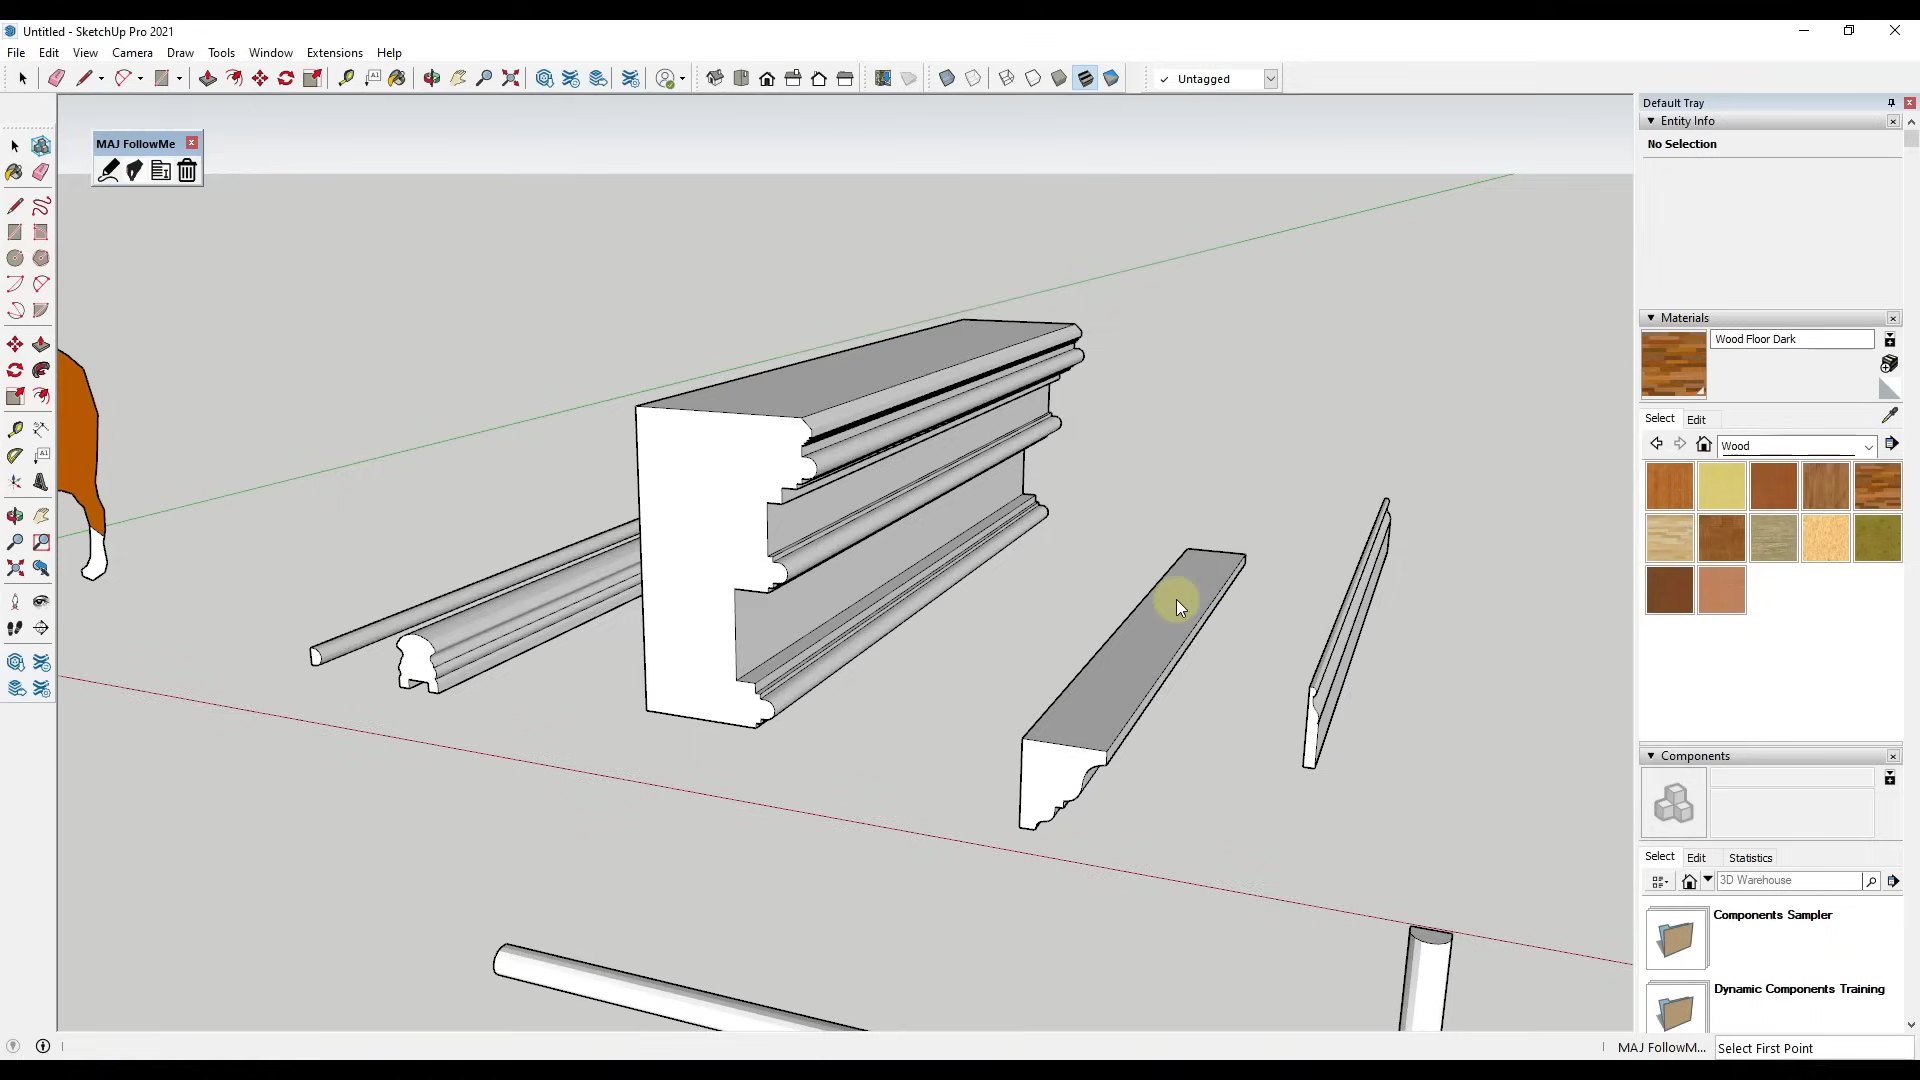 Untitled - SketchUp Pro 2021
File Edit View Camera Draw Tools Window Extensions Help
A1
Untagged
Default Tray
Entity Info
No Selection
MAJ FollowMe
Materials
Wood Floor Dark
Select Edit
Wood
A1
Components
Select Edit Statistics
3D Warehouse
Components Sampler
Dynamic Components Training
MAJ FollowM... Select First Point